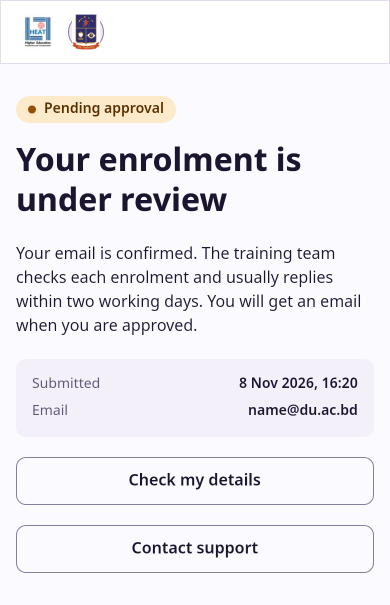 HEAT
Pending approval
Your enrolment is
under review
Your email is confirmed. The training team
checks each enrolment and usually replies
within two working days. You will get an email
when you are approved.
Submitted
8 Nov 2026, 16:20
Email
name@du.ac.bd
Check my details
Contact support